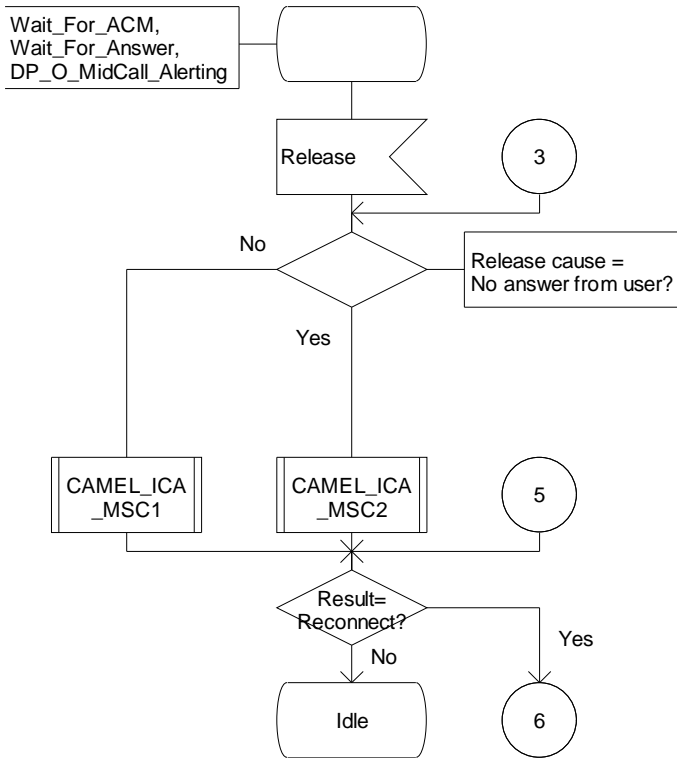 Wait_For_ACM,
Wait_For_Answer,
DP_O_MidCall_Alerting
Release
3
No
Release cause =
No answer from user?
Yes
CAMEL_ICA
_MSC1
CAMEL_ICA
_MSC2
5
Result=
Reconnect?
Yes
No
Idle
6